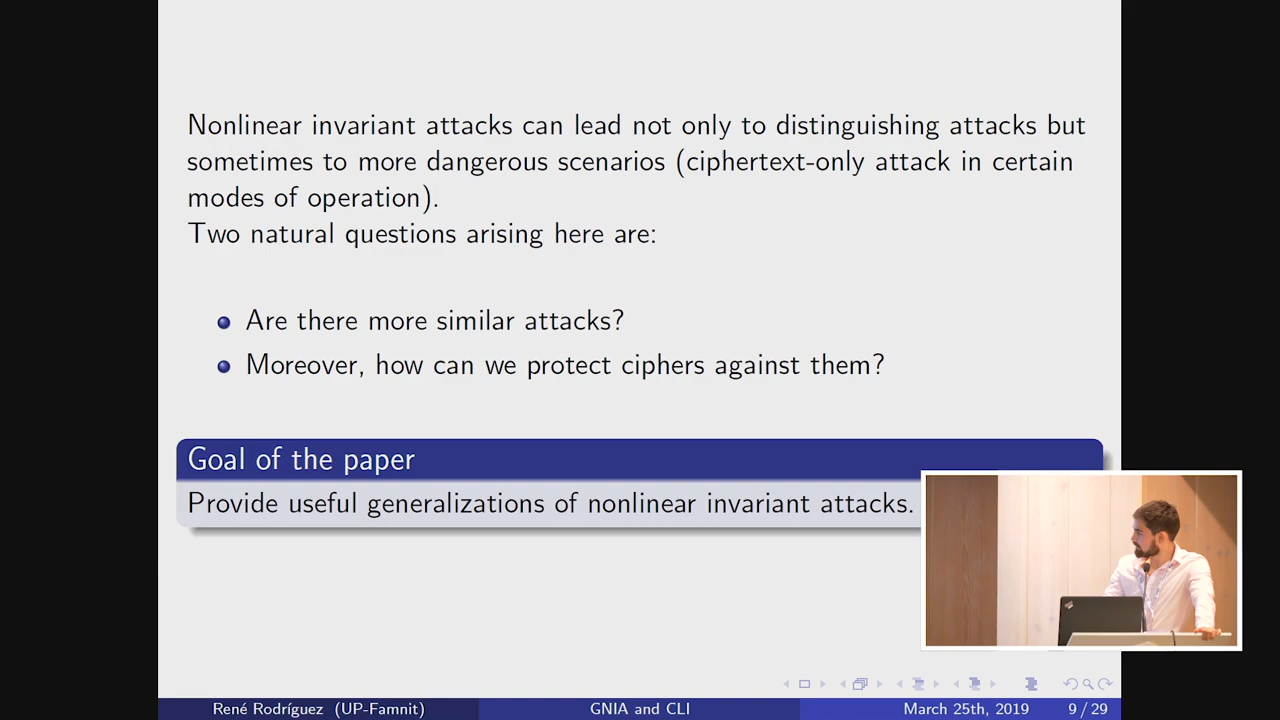 Nonlinear invariant attacks can lead not only to distinguishing attacks but
sometimes to more dangerous scenarios (ciphertext-only attack in certain
modes of operation).
Two natural questions arising here are:
Are there more similar attacks?
Moreover, how can we protect ciphers against them?
Goal of the paper
Provide useful generalizations of nonlinear invariant attacks.
René Rodríguez (UP-Famnit) GNIA and CLI March 25th, 2019 9 / 29